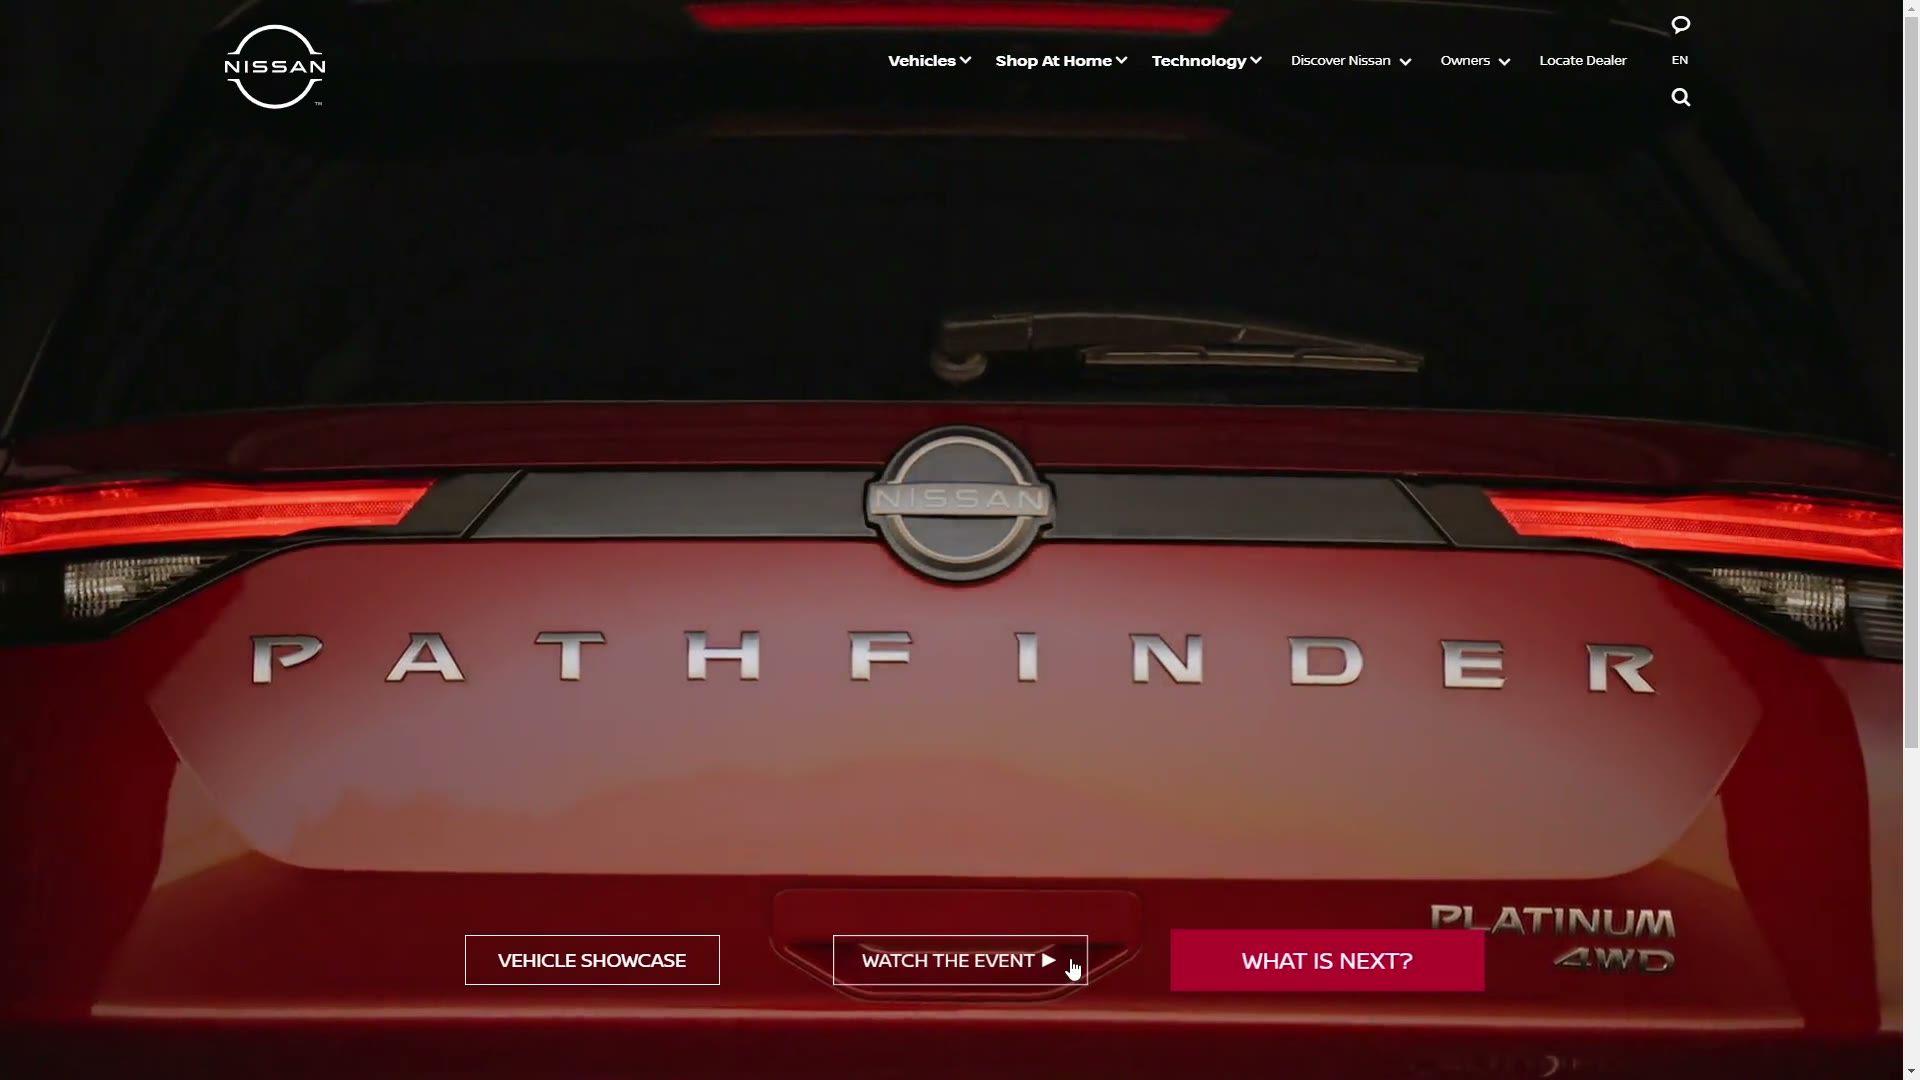 NISSAN
TM
Vehicles
Shop At Home
Technology
Discover Nissan
Owners
Locate Dealer
EN
NISSAN
PATHFINDER
PLATINUM
4WD
VEHICLE SHOWCASE
WATCH THE EVENT
WHAT IS NEXT?